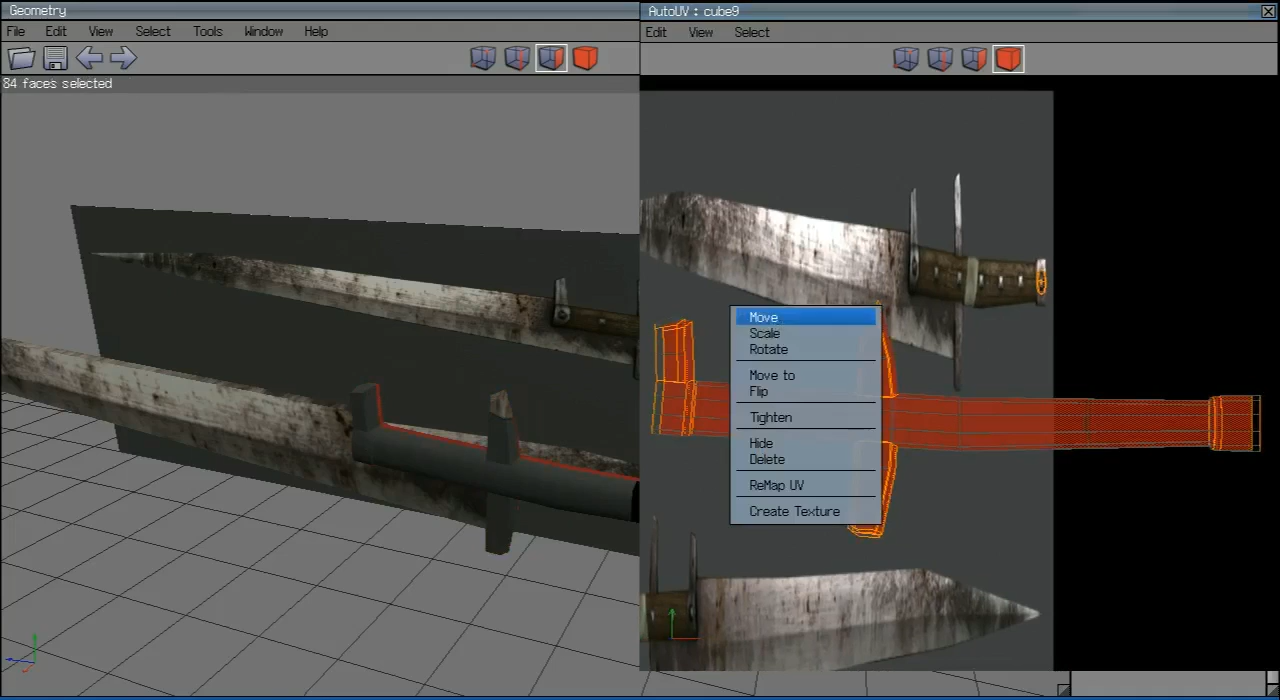 Geometry
AutoUV : cube9
File Edit View Select Tools Window Help
Edit View Select
84 faces selected
Move
Scale
Rotate
Move to
Flip
Tighten
Hide
Delete
ReMap UV
Create Texture